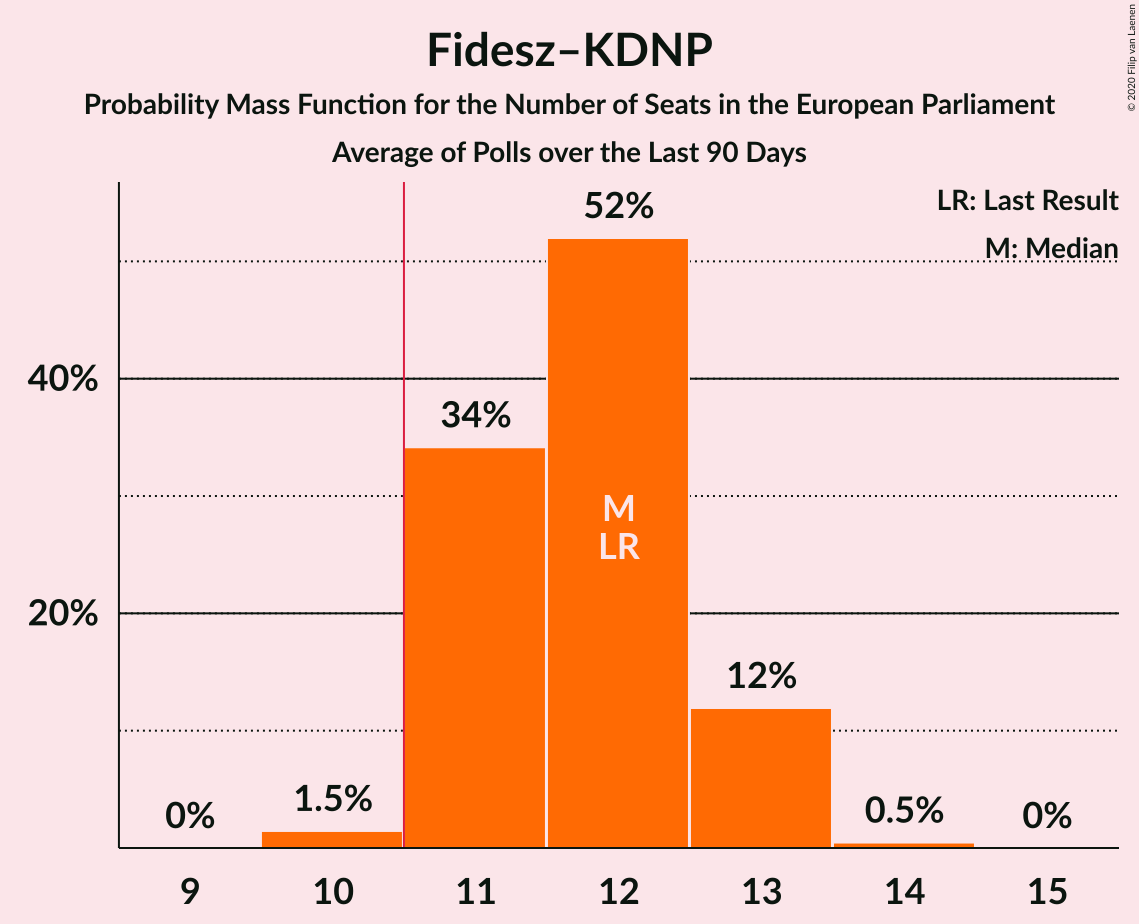 Fidesz–KDNP
Probability Mass Function for the Number of Seats in the European Parliament
Average of Polls over the Last 90 Days
© 2020 Filip van Laenen
LR: Last Result
M: Median
52%
40%
34%
M
LR
20%
12%
0%
1.5%
0.5%
0%
9
10
11
12
13
14
15